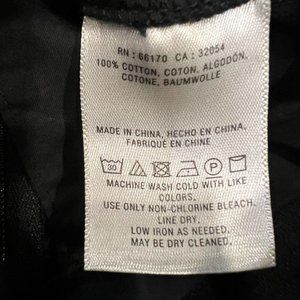 RN : 66170 CA : 32054
100% COTTON, COTON, ALGODÓN,
COTONE, BAUMWOLLE
MADE IN CHINA, HECHO EN CHINA,
FABRIQUÉ EN CHINE
30
MACHINE WASH COLD WITH LIKE
COLORS.
USE ONLY NON-CHLORINE BLEACH.
LINE DRY.
LOW IRON AS NEEDED.
MAY BE DRY CLEANED.